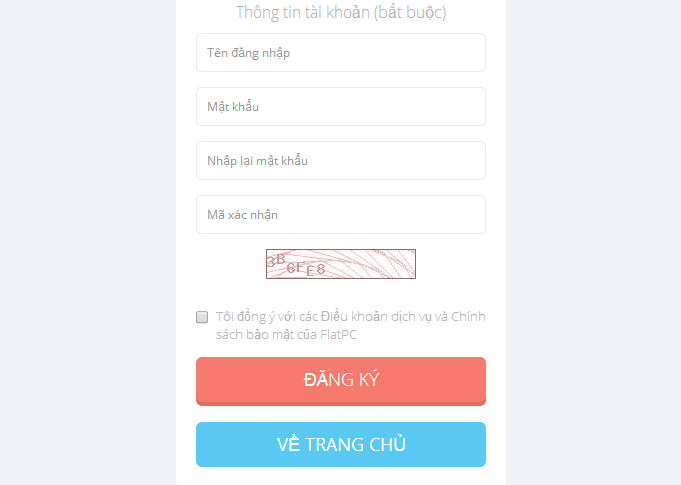 Thông tin tài khoản (bắt buộc)
Tên đăng nhập
Mật khẩu
Nhập lại mật khẩu
Mã xác nhận
3B6FE8
Tôi đồng ý với các Điều khoản dịch vụ và Chính
sách bảo mật của FlatPC
ĐĂNG KÝ
VỀ TRANG CHỦ